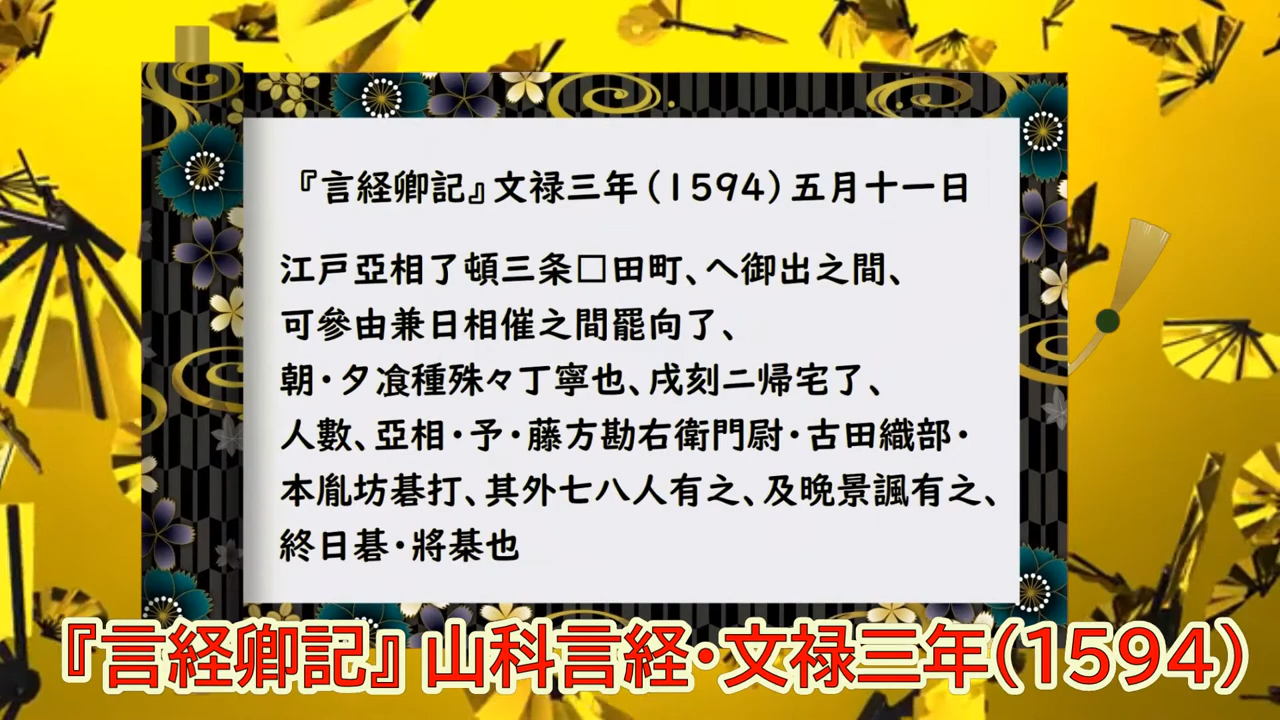 『言経卿記』文禄三年(1594)五月十一日
江戸亞相了頓三条□田町、へ御出之間、
可參由兼日相催之間罷向了、
朝・夕飡種殊々丁寧也、戌刻ニ帰宅了、
人數、亞相・予・藤方勘右衛門尉・古田織部・
本胤坊碁打、其外七八人有之、及晩景諷有之、
終日碁・將棊也
『言経卿記』山科言経・文禄三年(1594)